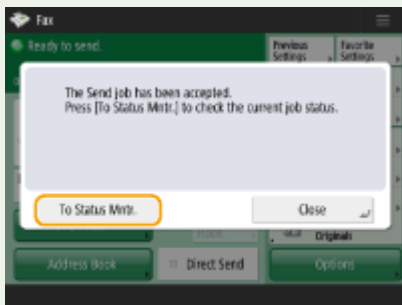 Fax
Ready to send.
Previous
Settings
Favorite
Settings
The Send job has been accepted.
Press [To Status Mntr.] to check the current job status.
To Status Mntr.
Close
Originals
Address Book
Direct Send
Options